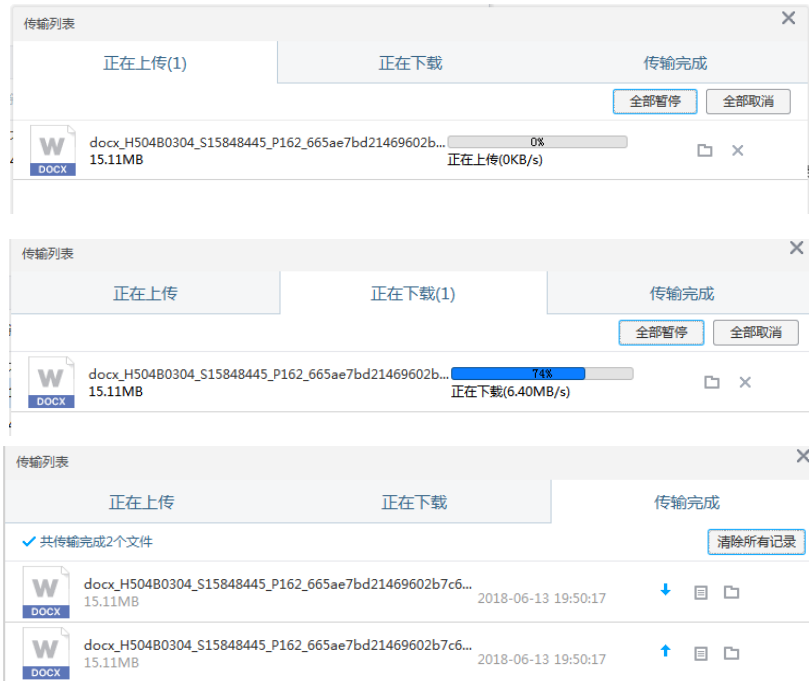 传输列表
正在上传(1) 正在下载 传输完成
全部暂停 全部取消
W docx_H504B0304_S15848445_P162_665ae7bd21469602b... 0%
DOCX 15.11MB 正在上传(0KB/s)
传输列表
正在上传 正在下载(1) 传输完成
全部暂停 全部取消
W docx_H504B0304_S15848445_P162_665ae7bd21469602b... 74%
DOCX 15.11MB 正在下载(6.40MB/s)
传输列表
正在上传 正在下载 传输完成
共传输完成2个文件 清除所有记录
W docx_H504B0304_S15848445_P162_665ae7bd21469602b7c6...
DOCX 15.11MB 2018-06-13 19:50:17
W docx_H504B0304_S15848445_P162_665ae7bd21469602b7c6...
DOCX 15.11MB 2018-06-13 19:50:17